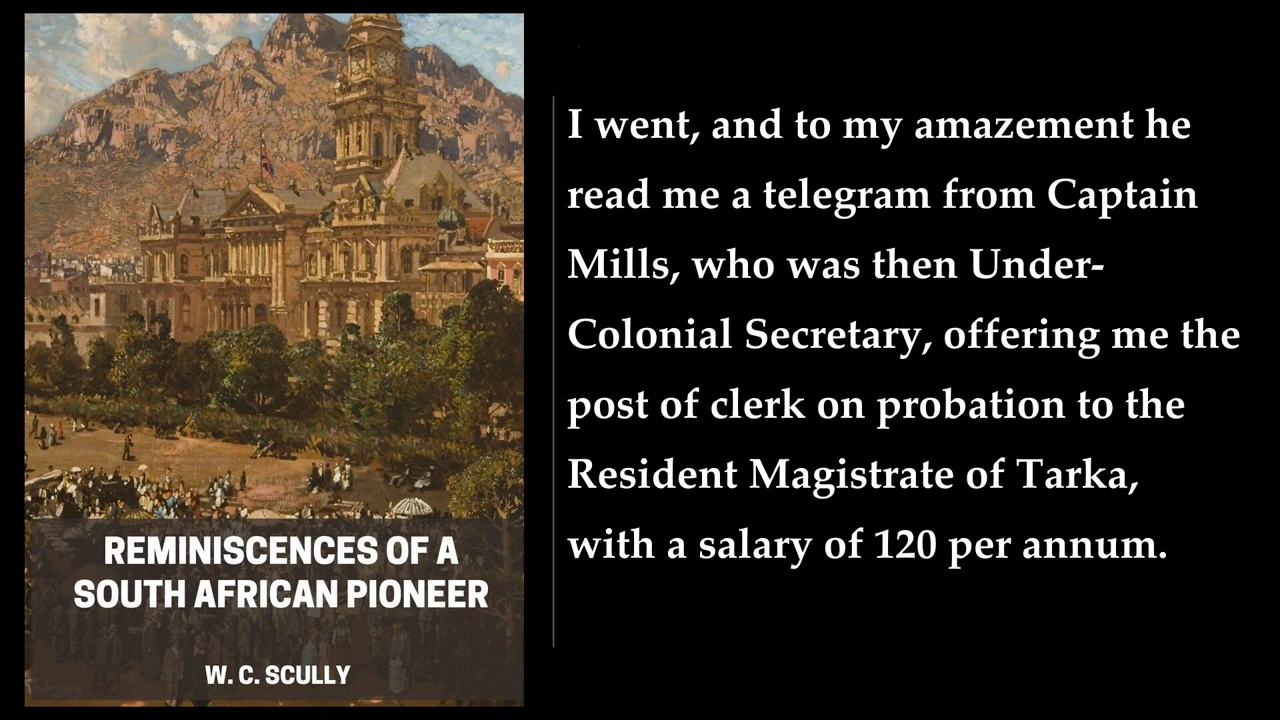 REMINISCENCES OF A
SOUTH AFRICAN PIONEER
W. C. SCULLY
I went, and to my amazement he
read me a telegram from Captain
Mills, who was then Under-
Colonial Secretary, offering me the
post of clerk on probation to the
Resident Magistrate of Tarka,
with a salary of 120 per annum.